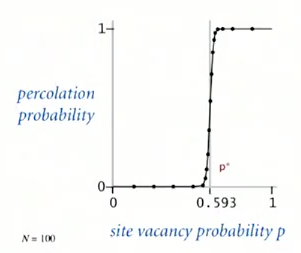 1
percolation
probability
p*
0
0 0.593 1
N = 100
site vacancy probability p